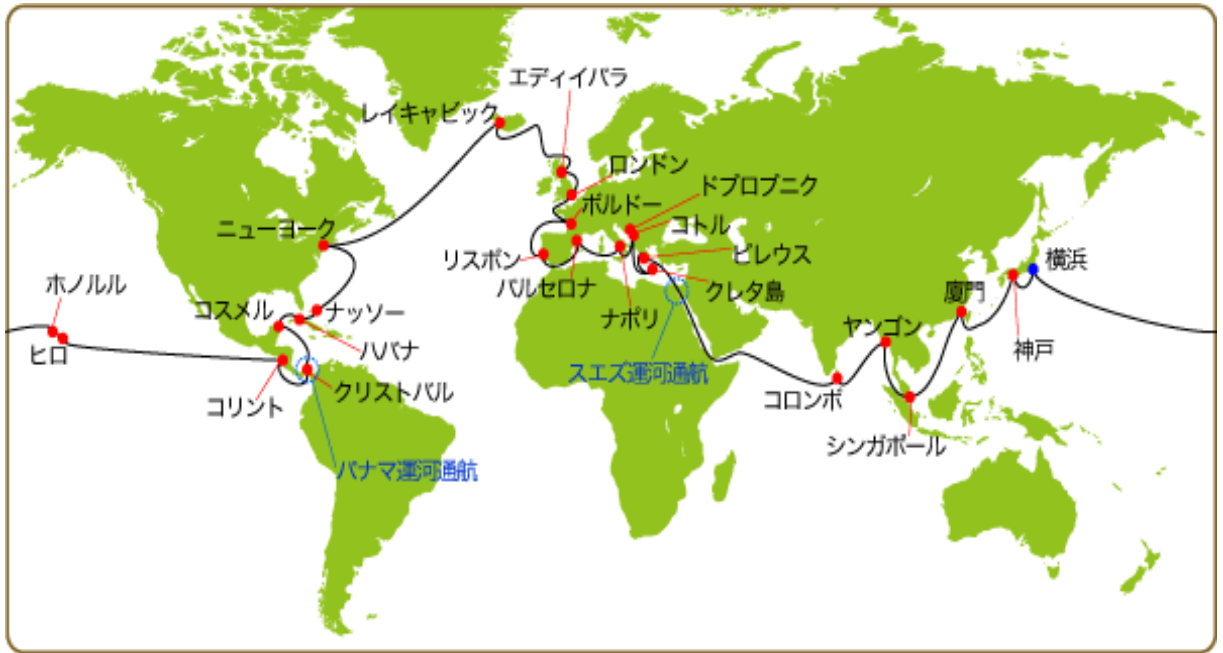 エディイバラ
レイキャビック
ロンドン
ドブロブニク
ボルドー
コトル
ニューヨーク
リスボン
ピレウス
横浜
バルセロナ
クレタ島
ホノルル
廈門
コスメル
ナッソー
ナポリ
ヤンゴン
ハバナ
神戸
ヒロ
スエズ運河通航
クリストバル
コロンボ
コリント
シンガポール
パナマ運河通航